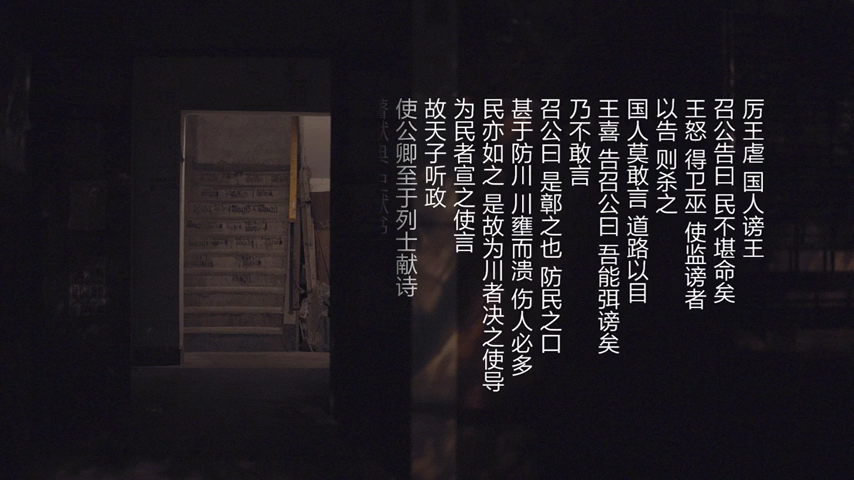 厉王虐 国人谤王
召公告曰 民不堪命矣
王怒 得卫巫 使监谤者
以告 则杀之
国人莫敢言 道路以目
王喜 告召公曰 吾能弭谤矣
乃不敢言
召公曰 是鄣之也 防民之口
甚于防川 川壅而溃 伤人必多
民亦如之 是故为川者决之使导
为民者宣之使言
故天子听政
使公卿至于列士献诗